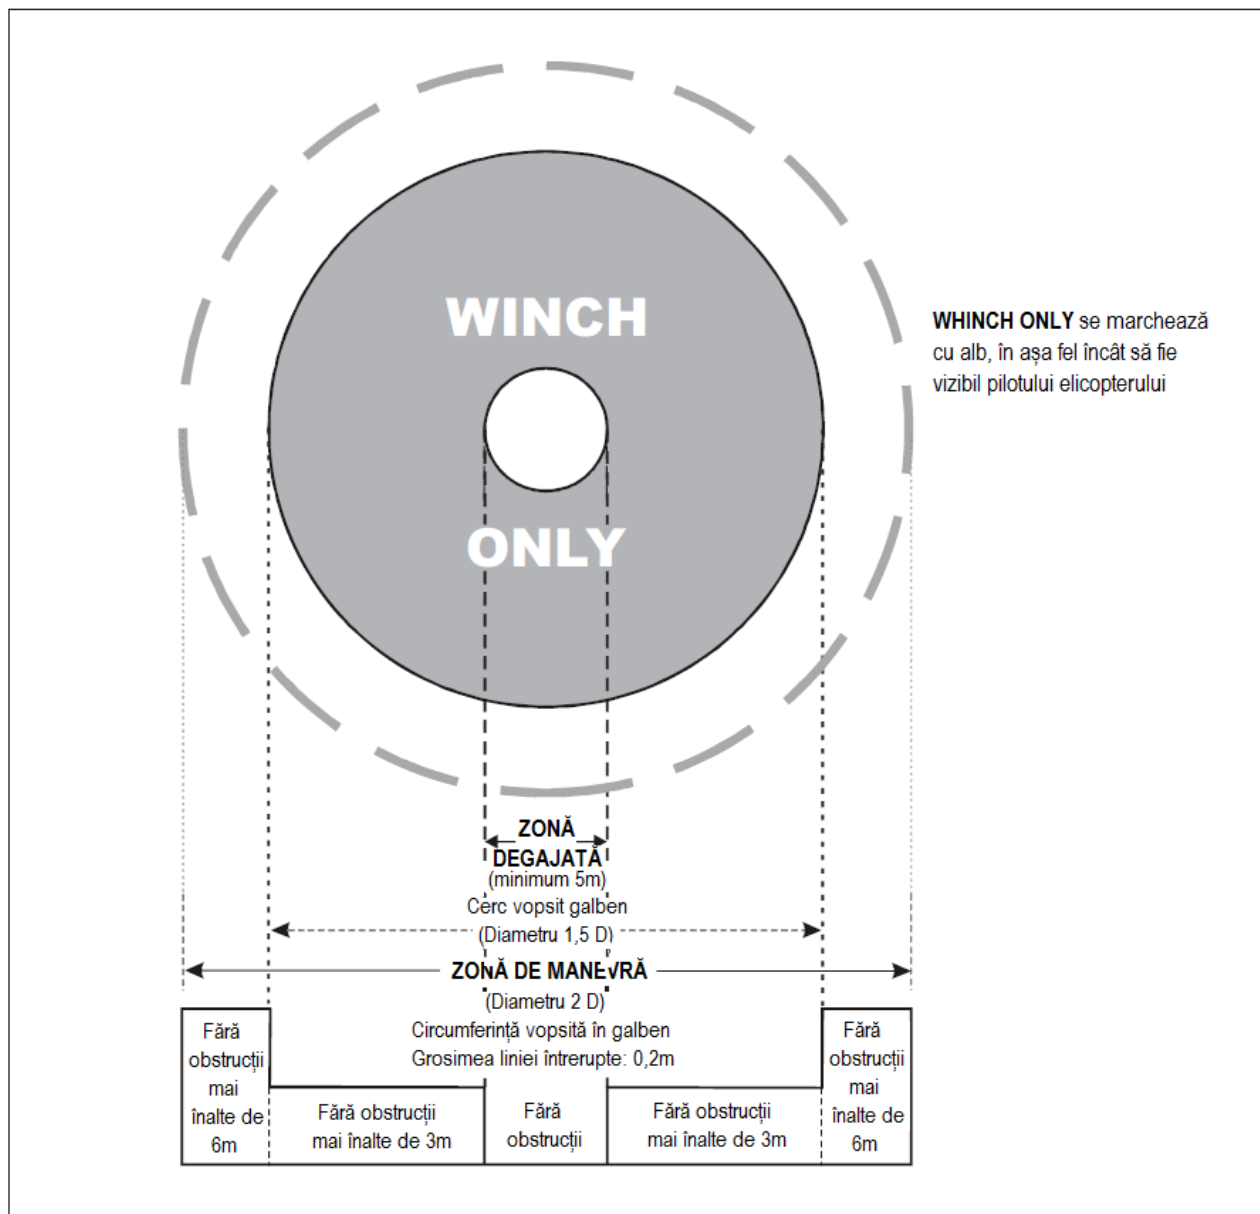 WINCH
ONLY
WHINCH ONLY se marchează
cu alb, în așa fel încât să fie
vizibil pilotului elicopterului
ZONĂ
DEGAJATĂ
(minimum 5m)
Cerc vopsit galben
(Diametru 1,5 D)
ZONĂ DE MANEVRĂ
(Diametru 2 D)
Circumferință vopsită în galben
Grosimea liniei întrerupte: 0,2m
Fără
obstrucții
mai
înalte de
6m
Fără obstrucții
mai înalte de 3m
Fără
obstrucții
Fără obstrucții
mai înalte de 3m
Fără
obstrucții
mai
înalte de
6m